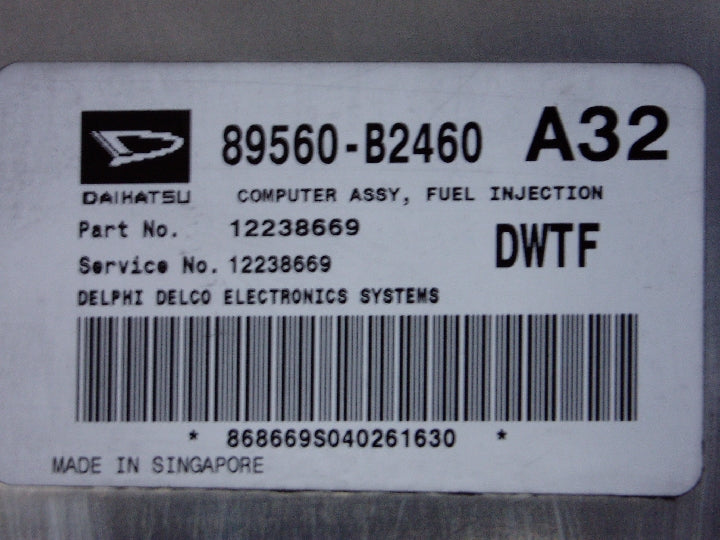 89560-B2460 A32
DAIHATSU COMPUTER ASSY, FUEL INJECTION
Part No. 12238669 DWTF
Service No. 12238669
DELPHI DELCO ELECTRONICS SYSTEMS
* 868669S040261630 *
MADE IN SINGAPORE